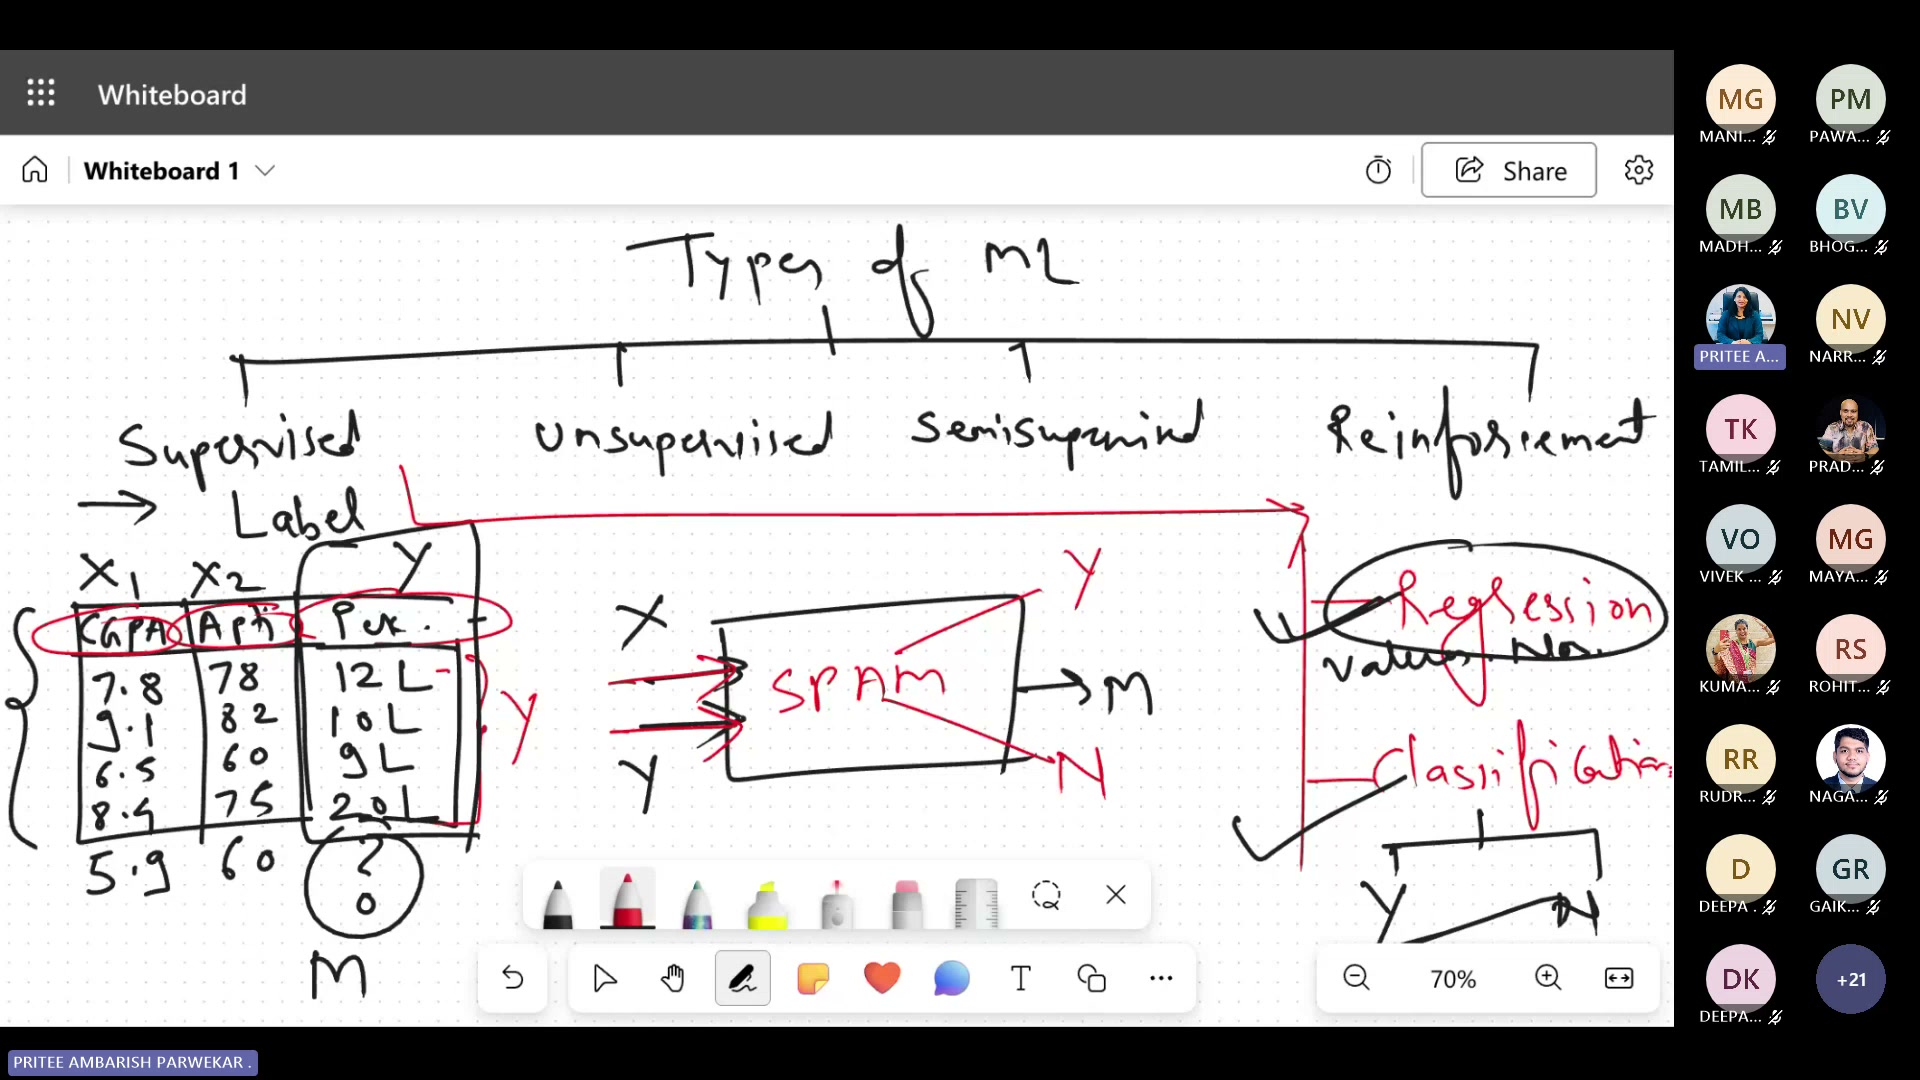 Whiteboard
Whiteboard 1
Share
Types of ML
Supervised Unsupervised Semisupervised Reinforcement
→ Label
X1 X2 Y
CGPA Apti Pck.
7.8 78 12 L
9.1 82 10 L
6.5 60 9 L
8.4 75 20 L
5.9 60 ?
M
Y
X
Y
SPAM
Y
N
→ M
Regression
Values. No.
Classification
Y N
70%
MG PM
MANI... PAWA...
MB BV
MADH... BHOG...
NV
PRITEE A... NARR...
TK
TAMIL... PRAD...
VO MG
VIVEK ... MAYA...
RS
KUMA... ROHIT...
RR
RUDR... NAGA...
D GR
DEEPA . GAIK...
DK +21
DEEPA...
PRITEE AMBARISH PARWEKAR .